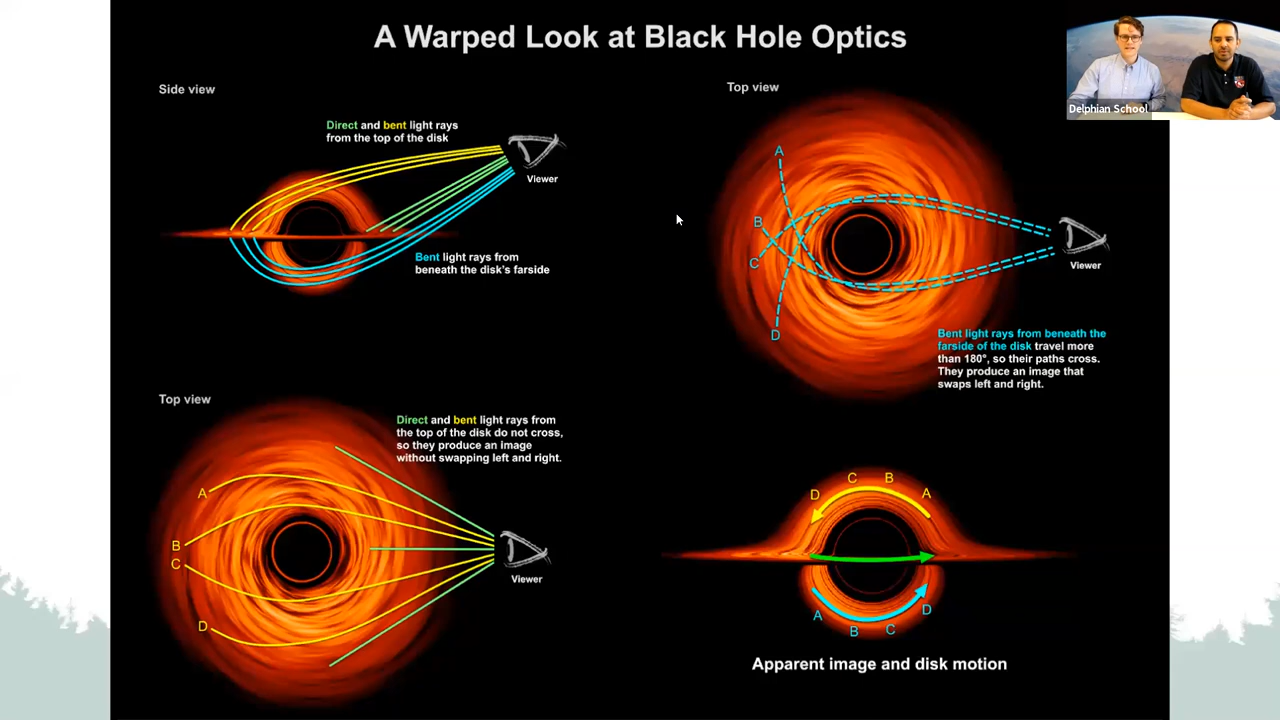 A Warped Look at Black Hole Optics
Delphian School
Side view
Direct and bent light rays
from the top of the disk
Viewer
Bent light rays from
beneath the disk's farside
Top view
A
B
C
D
Viewer
Bent light rays from beneath the
farside of the disk travel more
than 180°, so their paths cross.
They produce an image that
swaps left and right.
Top view
Direct and bent light rays from
the top of the disk do not cross,
so they produce an image
without swapping left and right.
A
B
C
D
Viewer
D C B A
A B C D
Apparent image and disk motion